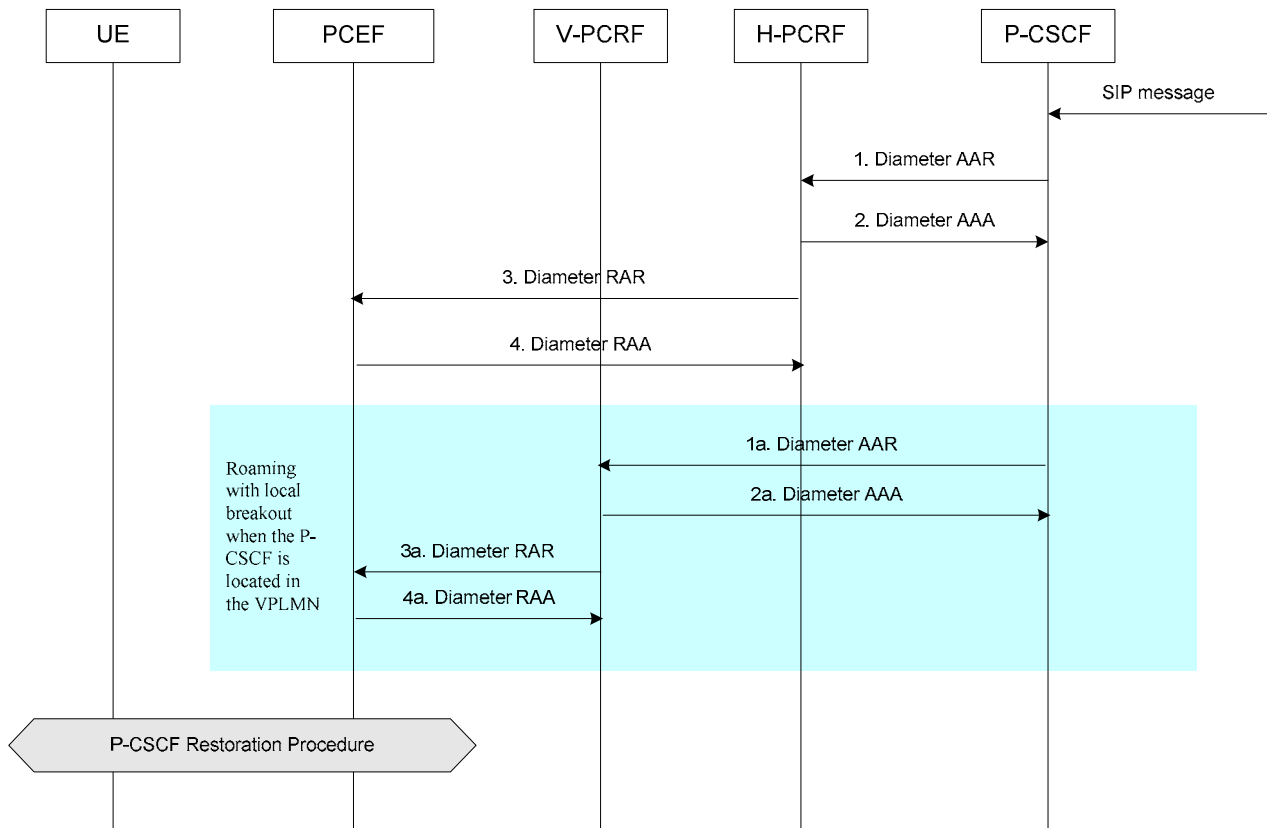 UE
PCEF
V-PCRF
H-PCRF
P-CSCF
SIP message
1. Diameter AAR
2. Diameter AAA
3. Diameter RAR
4. Diameter RAA
1a. Diameter AAR
Roaming
with local
breakout
when the P-
CSCF is
located in
the VPLMN
2a. Diameter AAA
3a. Diameter RAR
4a. Diameter RAA
P-CSCF Restoration Procedure